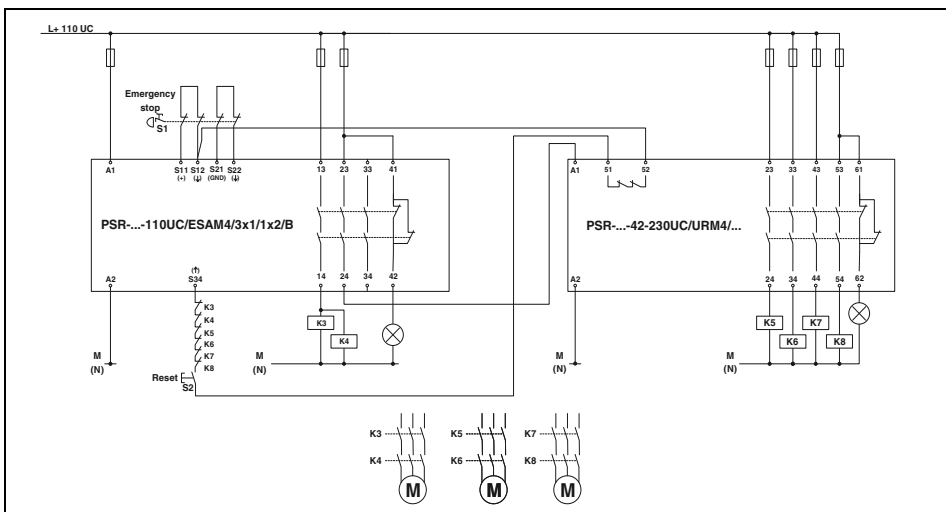 L+ 110 UC
Emergency
stop
S1
A1
S11
(+)
S12
(↓)
S21
(GND)
S22
(↓)
13
23
33
41
A1
51
52
23
33
43
53
61
PSR-...-110UC/ESAM4/3x1/1x2/B
PSR-...-42-230UC/URM4/...
A2
(↑)
S34
14
24
34
42
A2
24
34
44
54
62
K3
K4
K5
K6
K7
K8
K3
K4
K5
K6
K7
K8
M
(N)
Reset
S2
M
(N)
M
(N)
M
(N)
K3
K4
M
K5
K6
M
K7
K8
M